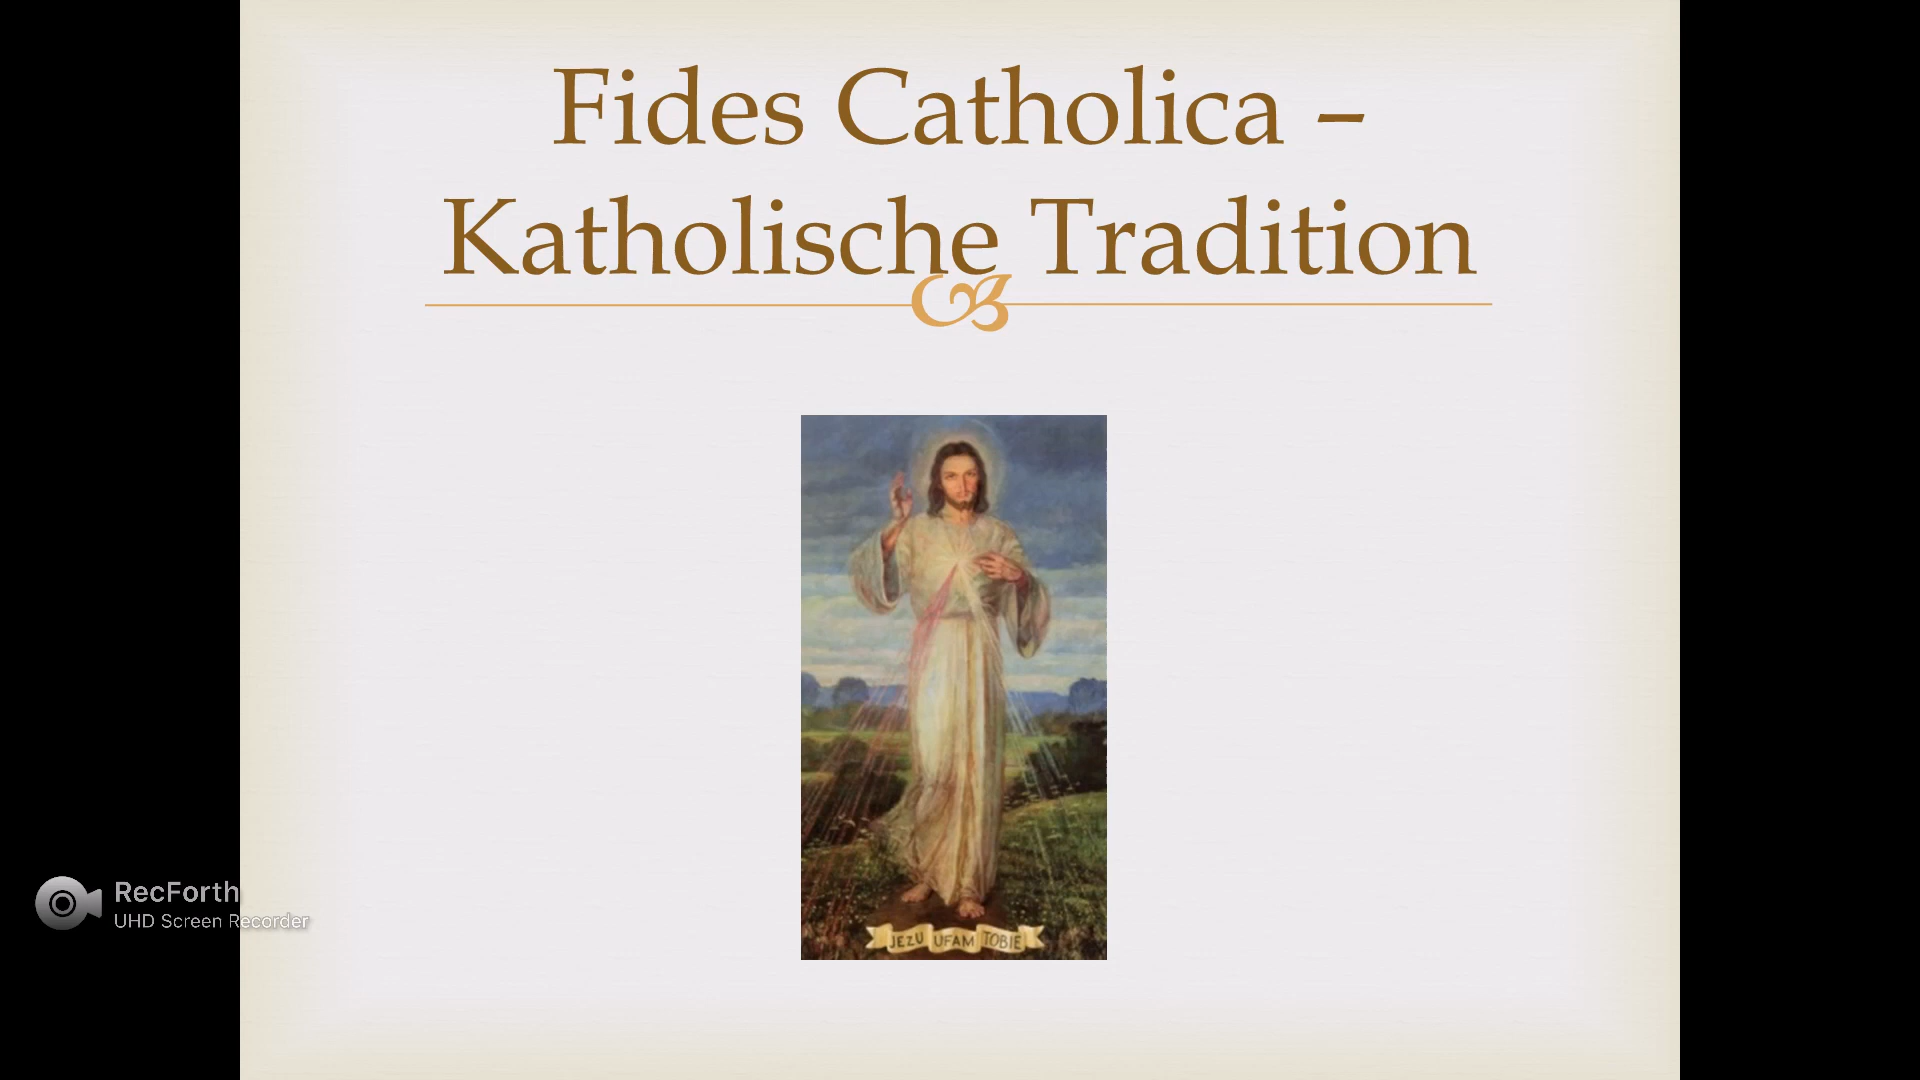 Fides Catholica –
Katholische Tradition
JEZU UFAM TOBIE
RecForth
UHD Screen Recorder